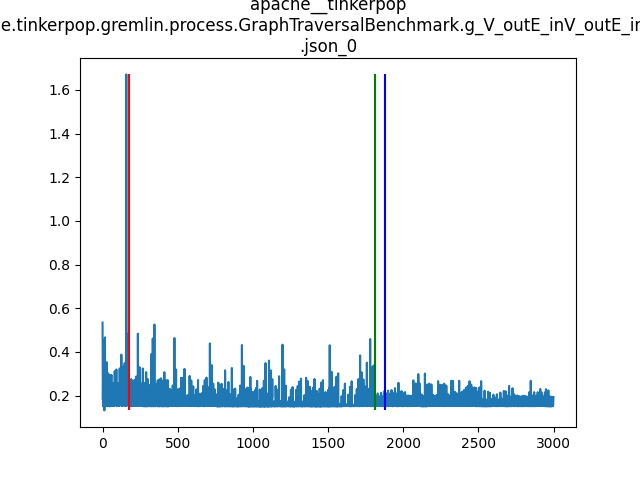 apache__tinkerpop
e.tinkerpop.gremlin.process.GraphTraversalBenchmark.g_V_outE_inV_outE_in
.json_0
1.6
1.4
1.2
1.0
0.8
0.6
0.4
0.2
0 500 1000 1500 2000 2500 3000